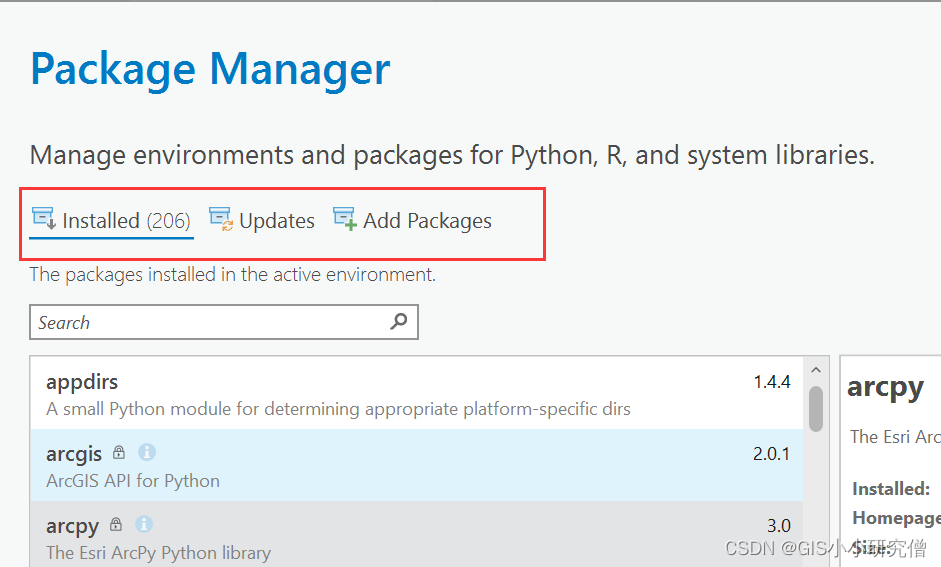 Package Manager
Manage environments and packages for Python, R, and system libraries.
Installed (206) Updates Add Packages
The packages installed in the active environment.
Search
appdirs 1.4.4
A small Python module for determining appropriate platform-specific dirs
arcgis 2.0.1
ArcGIS API for Python
arcpy 3.0
The Esri ArcPy Python library
arcpy
The Esri Arc
Installed:
Homepage
Size:
CSDN @GIS小小研究僧